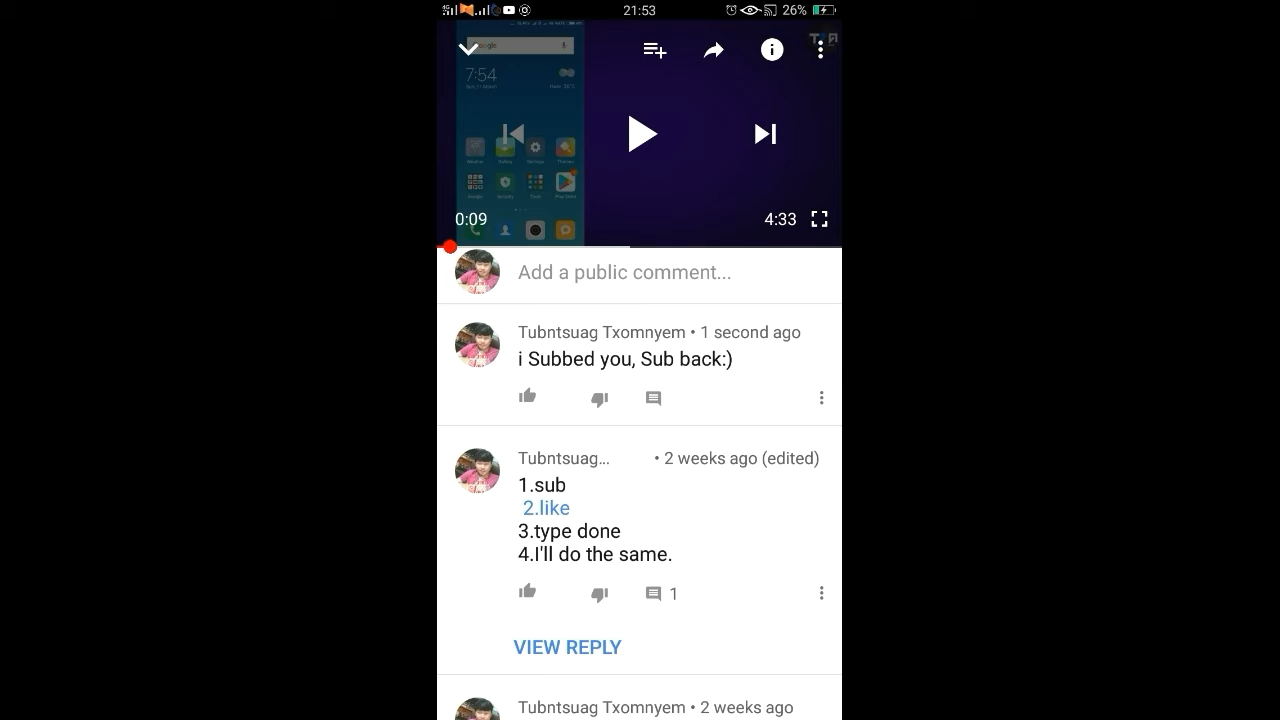 21:53
26%
7:54
0:09
4:33
Add a public comment...
Tubntsuag Txomnyem • 1 second ago
i Subbed you, Sub back:)
Tubntsuag... • 2 weeks ago (edited)
1.sub
2.like
3.type done
4.I'll do the same.
1
VIEW REPLY
Tubntsuag Txomnyem • 2 weeks ago